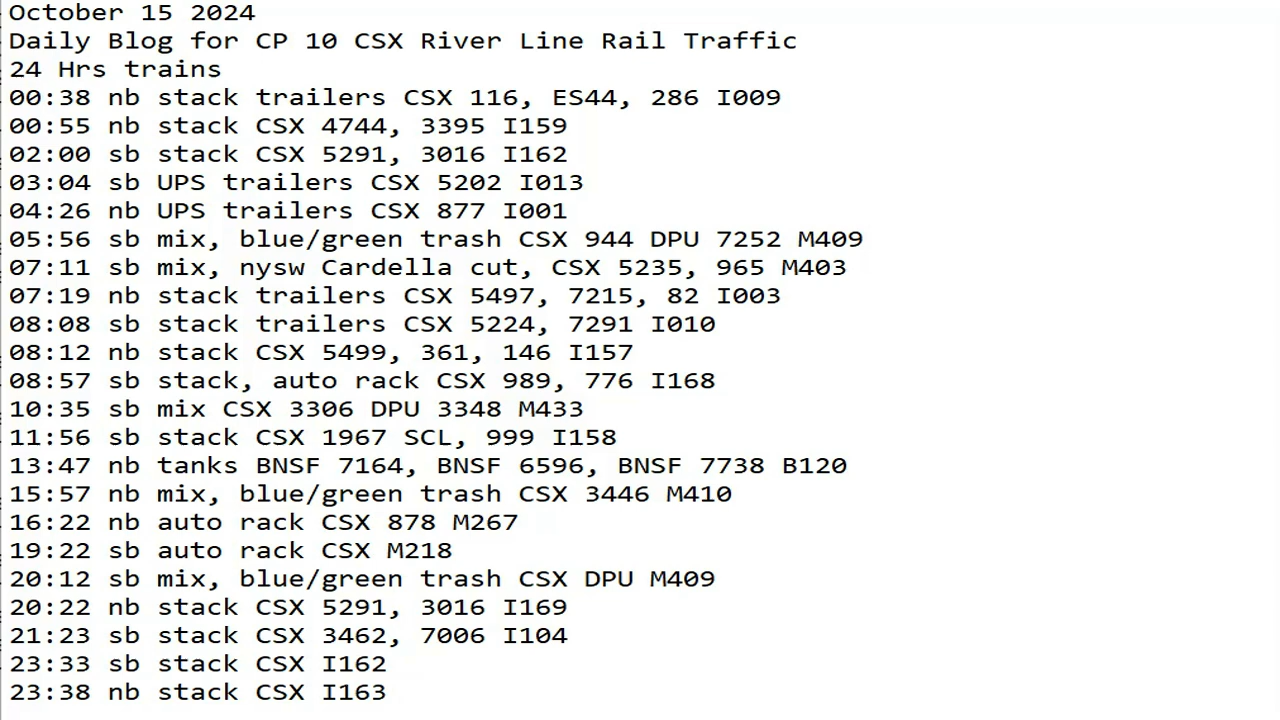 October 15 2024
Daily Blog for CP 10 CSX River Line Rail Traffic
24 Hrs trains
00:38 nb stack trailers CSX 116, ES44, 286 I009
00:55 nb stack CSX 4744, 3395 I159
02:00 sb stack CSX 5291, 3016 I162
03:04 sb UPS trailers CSX 5202 I013
04:26 nb UPS trailers CSX 877 I001
05:56 sb mix, blue/green trash CSX 944 DPU 7252 M409
07:11 sb mix, nysw Cardella cut, CSX 5235, 965 M403
07:19 nb stack trailers CSX 5497, 7215, 82 I003
08:08 sb stack trailers CSX 5224, 7291 I010
08:12 nb stack CSX 5499, 361, 146 I157
08:57 sb stack, auto rack CSX 989, 776 I168
10:35 sb mix CSX 3306 DPU 3348 M433
11:56 sb stack CSX 1967 SCL, 999 I158
13:47 nb tanks BNSF 7164, BNSF 6596, BNSF 7738 B120
15:57 nb mix, blue/green trash CSX 3446 M410
16:22 nb auto rack CSX 878 M267
19:22 sb auto rack CSX M218
20:12 sb mix, blue/green trash CSX DPU M409
20:22 nb stack CSX 5291, 3016 I169
21:23 sb stack CSX 3462, 7006 I104
23:33 sb stack CSX I162
23:38 nb stack CSX I163